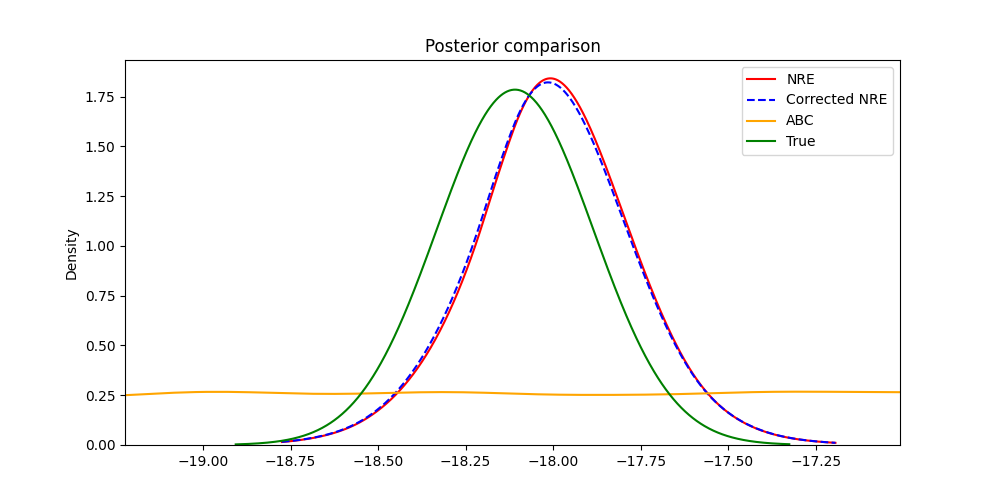 Posterior comparison
NRE
Corrected NRE
ABC
True
Density
1.75
1.50
1.25
1.00
0.75
0.50
0.25
0.00
−19.00 −18.75 −18.50 −18.25 −18.00 −17.75 −17.50 −17.25